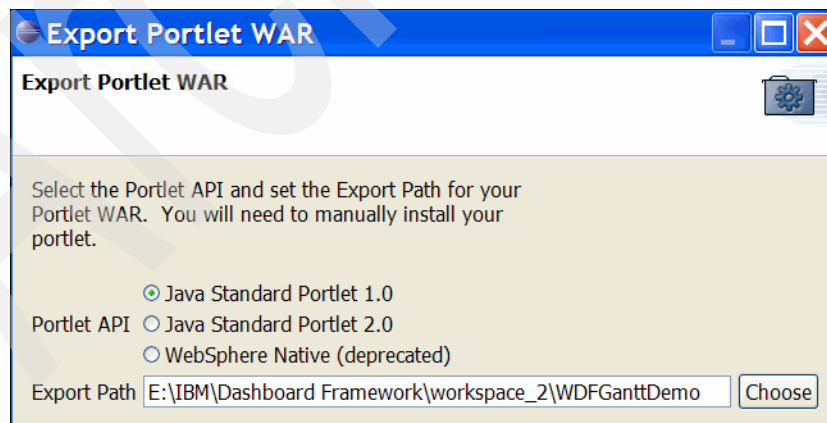 Export Portlet WAR
Export Portlet WAR
Select the Portlet API and set the Export Path for your
Portlet WAR. You will need to manually install your
portlet.
Java Standard Portlet 1.0
Portlet API Java Standard Portlet 2.0
WebSphere Native (deprecated)
Export Path E:\IBM\Dashboard Framework\workspace_2\WDFGanttDemo Choose